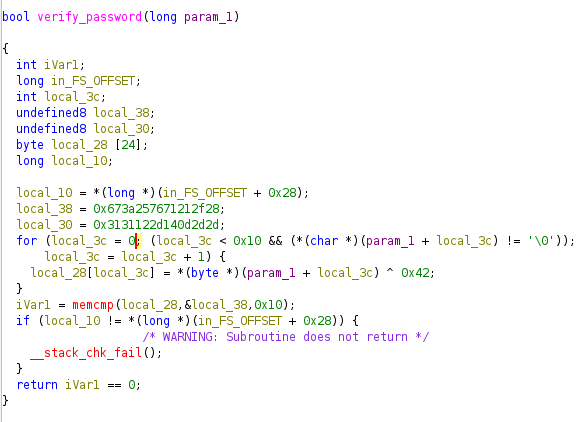 bool verify_password(long param_1)
{
int iVar1;
long in_FS_OFFSET;
int local_3c;
undefined8 local_38;
undefined8 local_30;
byte local_28 [24];
long local_10;
local_10 = *(long *)(in_FS_OFFSET + 0x28);
local_38 = 0x673a257671212f28;
local_30 = 0x3131122d140d2d2d;
for (local_3c = 0; (local_3c < 0x10 && (*(char *)(param_1 + local_3c) != '\0'));
local_3c = local_3c + 1) {
local_28[local_3c] = *(byte *)(param_1 + local_3c) ^ 0x42;
}
iVar1 = memcmp(local_28,&local_38,0x10);
if (local_10 != *(long *)(in_FS_OFFSET + 0x28)) {
/* WARNING: Subroutine does not return */
__stack_chk_fail();
}
return iVar1 == 0;
}